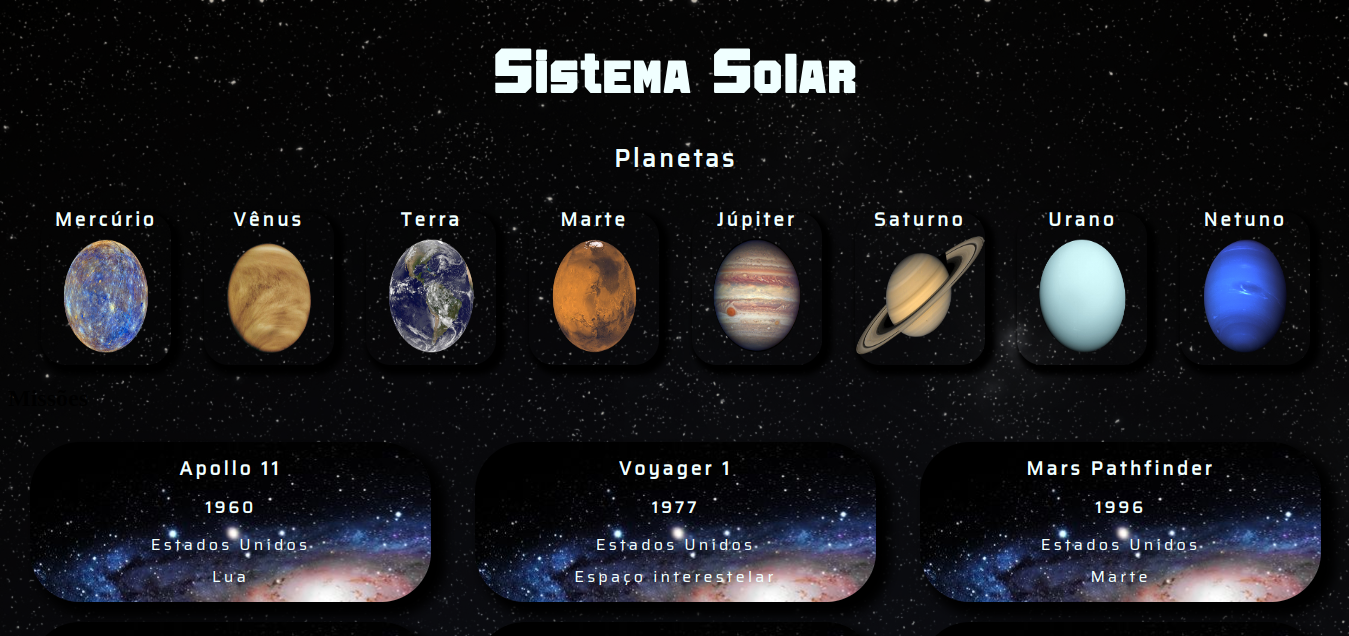 Sistema Solar
Planetas
Mercúrio Vênus Terra Marte Júpiter Saturno Urano Netuno
Missões
Apollo 11 Voyager 1 Mars Pathfinder
1960 1977 1996
Estados Unidos Estados Unidos Estados Unidos
Lua Espaço interestelar Marte